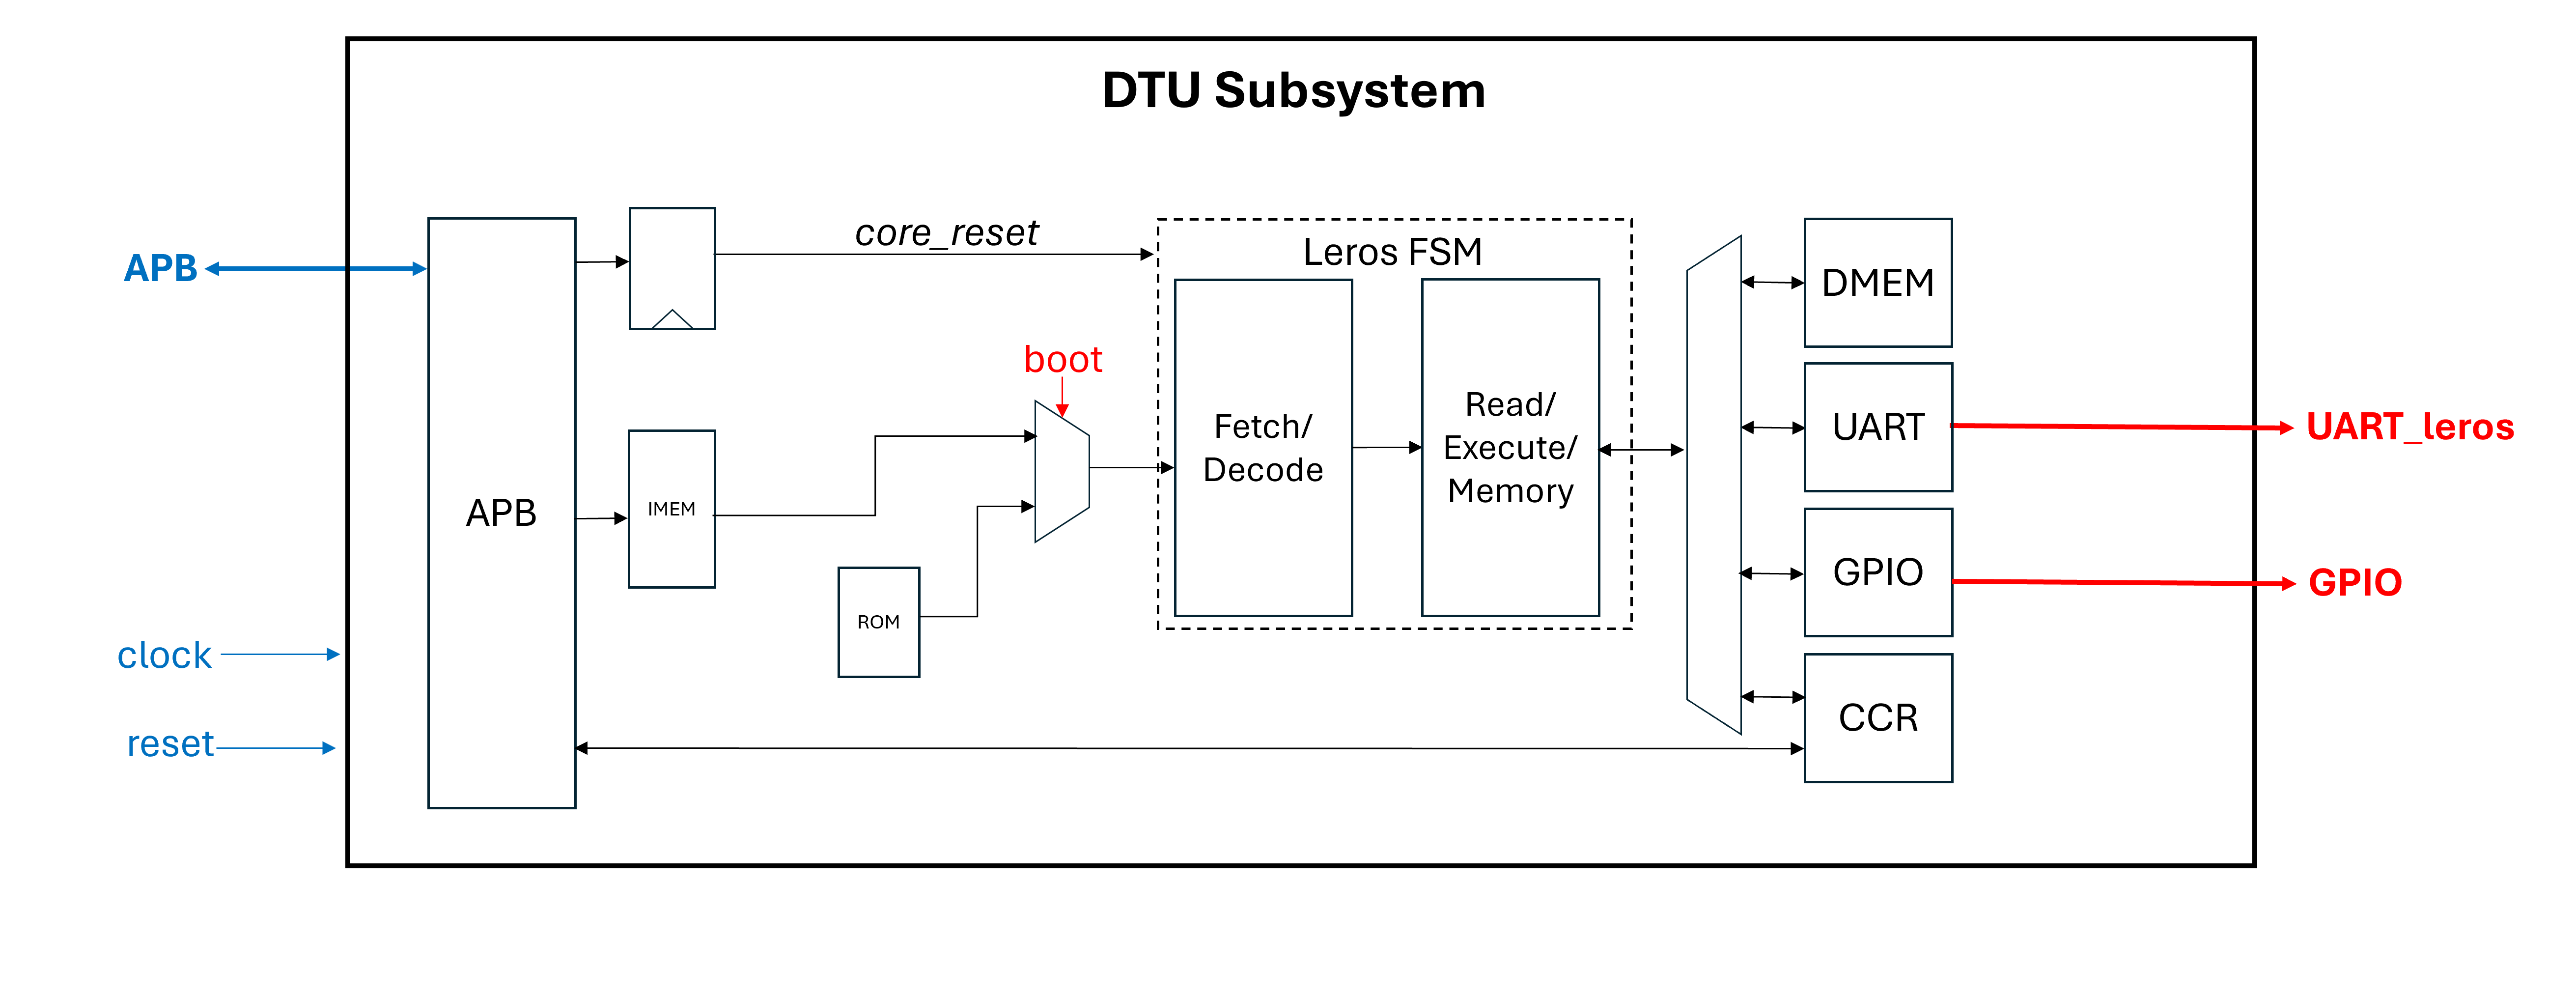 DTU Subsystem
APB
APB
core_reset
boot
IMEM
ROM
Leros FSM
Fetch/
Decode
Read/
Execute/
Memory
DMEM
UART
GPIO
CCR
UART_leros
GPIO
clock
reset